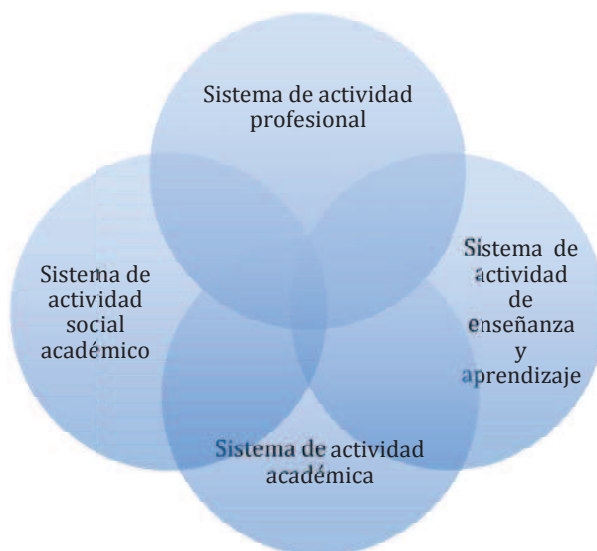 Sistema de actividad
profesional
Sistema de
actividad
social
académico
Sistema de
actividad
de
enseñanza
y
aprendizaje
Sistema de actividad
académica